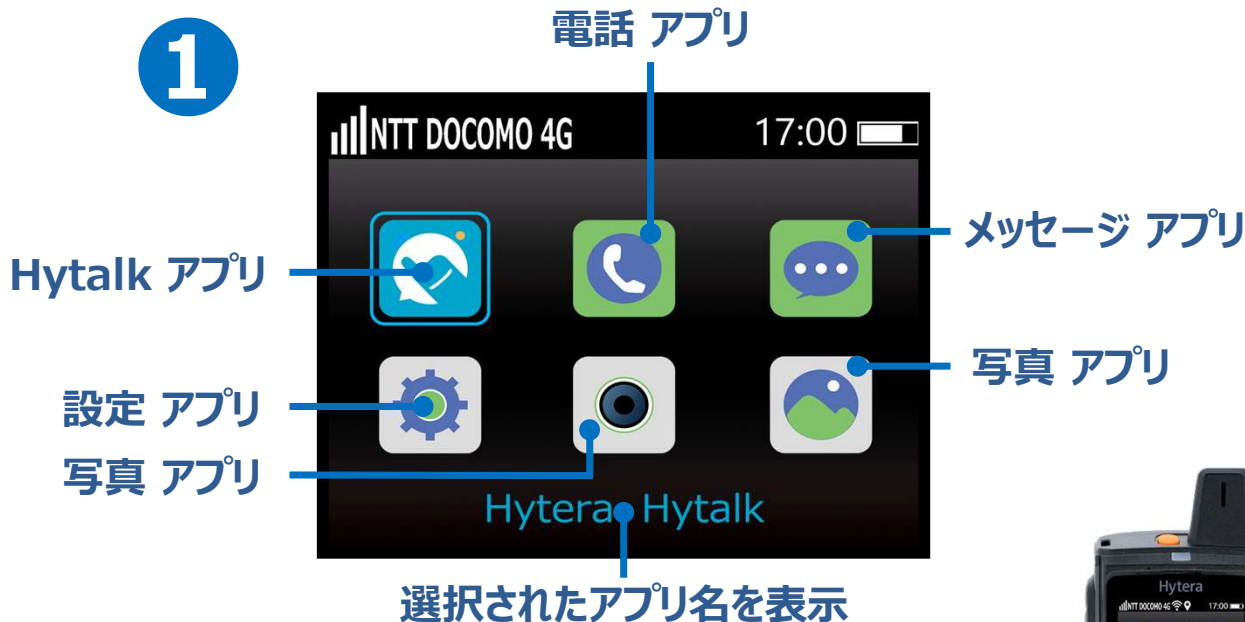 1
電話 アプリ
NTT DOCOMO 4G 17:00
メッセージ アプリ
Hytalk アプリ
写真 アプリ
設定 アプリ
写真 アプリ
Hytera Hytalk
選択されたアプリ名を表示
Hytera
NTT DOCOMO 4G 17:00